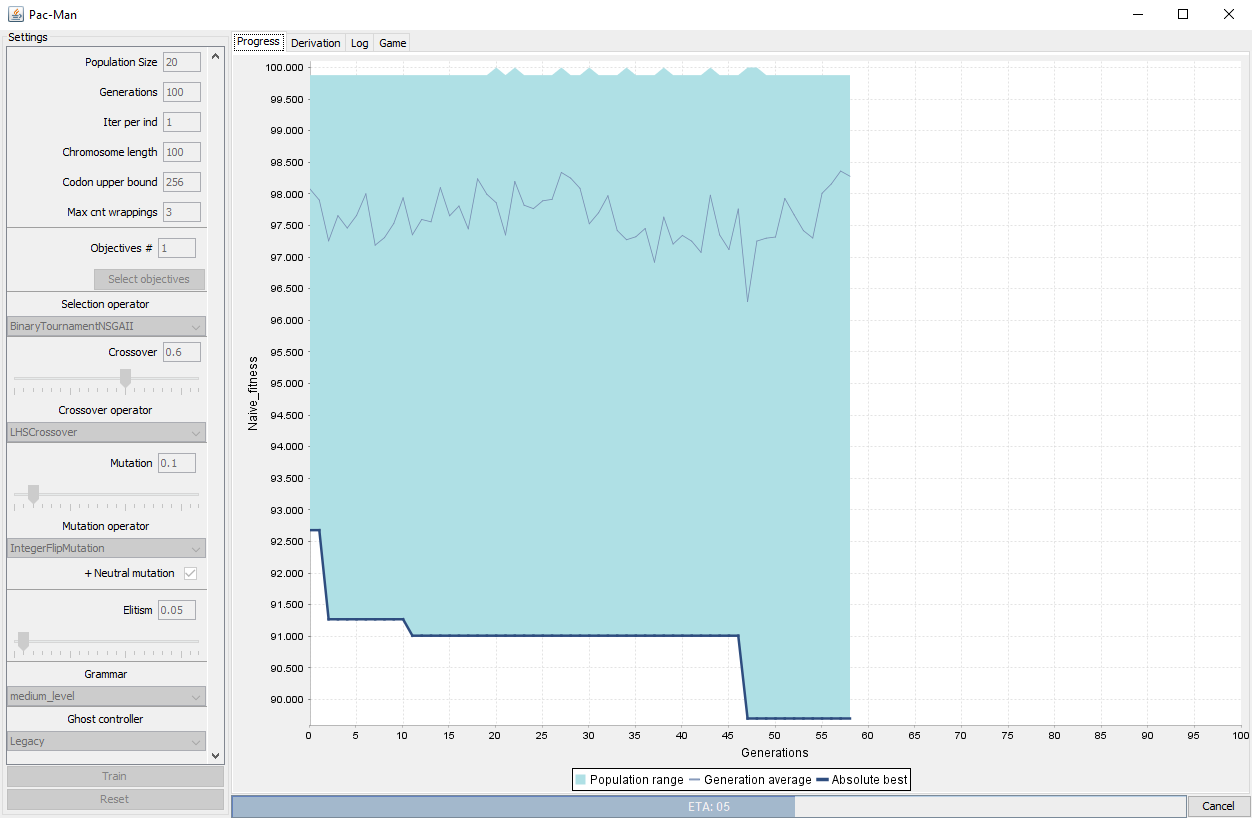 Pac-Man
Settings
Population Size 20
Generations 100
Iter per ind 1
Chromosome length 100
Codon upper bound 256
Max cnt wrappings 3
Objectives # 1
Select objectives
Selection operator
BinaryTournamentNSGAII
Crossover 0.6
Crossover operator
LHSCrossover
Mutation 0.1
Mutation operator
IntegerFlipMutation
+ Neutral mutation
Elitism 0.05
Grammar
medium_level
Ghost controller
Legacy
Train
Reset
Progress Derivation Log Game
100.000
99.500
99.000
98.500
98.000
97.500
97.000
96.500
96.000
95.500
95.000
94.500
94.000
93.500
93.000
92.500
92.000
91.500
91.000
90.500
90.000
Naive_fitness
0 5 10 15 20 25 30 35 40 45 50 55 60 65 70 75 80 85 90 95 100
Generations
Population range Generation average Absolute best
ETA: 05
Cancel